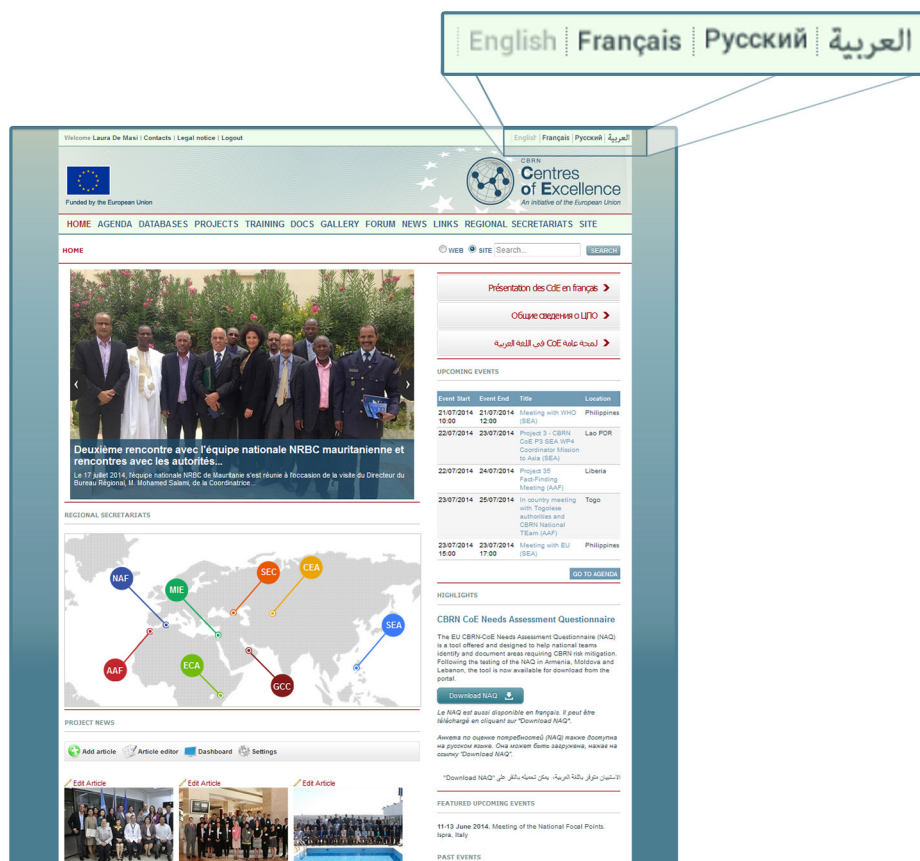 English Français Русский العربية
Welcome Laura De Masi | Contacts | Legal notice | Logout
English Français Русский العربية
Funded by the European Union
CBRN
Centres
of Excellence
An initiative of the European Union
HOME AGENDA DATABASES PROJECTS TRAINING DOCS GALLERY FORUM NEWS LINKS REGIONAL SECRETARIATS SITE
HOME
WEB SITE Search... SEARCH
Deuxième rencontre avec l'équipe nationale NRBC mauritanienne et
rencontres avec les autorités...
Le 17 juillet 2014, l'équipe nationale NRBC de Mauritanie s'est réunie à l'occasion de la visite du Directeur du
Bureau Régional, M. Mohamed Salami, de la Coordinatrice...
REGIONAL SECRETARIATS
NAF
MIE
SEC
CEA
SEA
AAF
ECA
GCC
PROJECT NEWS
Add article Article editor Dashboard Settings
Edit Article Edit Article Edit Article
Présentation des CdE en français
Общие сведения о ЦПО
لمحة عامة CoE في اللغة العربية
UPCOMING EVENTS
Event Start Event End Title Location
21/07/2014 21/07/2014 Meeting with WHO Philippines
10:00 12:00 (SEA)
22/07/2014 23/07/2014 Project 3 - CBRN Lao PDR
CoE P3 SEA WP4
Coordinator Mission
to Asia (SEA)
22/07/2014 24/07/2014 Project 35 Liberia
Fact-Finding
Meeting (AAF)
23/07/2014 25/07/2014 In country meeting Togo
with Togolese
authorities and
CBRN National
TEam (AAF)
23/07/2014 23/07/2014 Meeting with EU Philippines
15:00 17:00 (SEA)
GO TO AGENDA
HIGHLIGHTS
CBRN CoE Needs Assessment Questionnaire
The EU CBRN-CoE Needs Assessment Questionnaire (NAQ)
is a tool offered and designed to help national teams
identify and document areas requiring CBRN risk mitigation.
Following the testing of the NAQ in Armenia, Moldova and
Lebanon, the tool is now available for download from the
portal.
Download NAQ
Le NAQ est aussi disponible en français. Il peut être
téléchargé en cliquant sur "Download NAQ".
Анкета по оценке потребностей (NAQ) также доступна
на русском языке. Она может быть загружена, нажав на
ссылку "Download NAQ".
الاستبيان متوفر باللغة العربية، يمكن تحميله بالنقر على "Download NAQ"
FEATURED UPCOMING EVENTS
11-13 June 2014. Meeting of the National Focal Points.
Ispra, Italy
PAST EVENTS